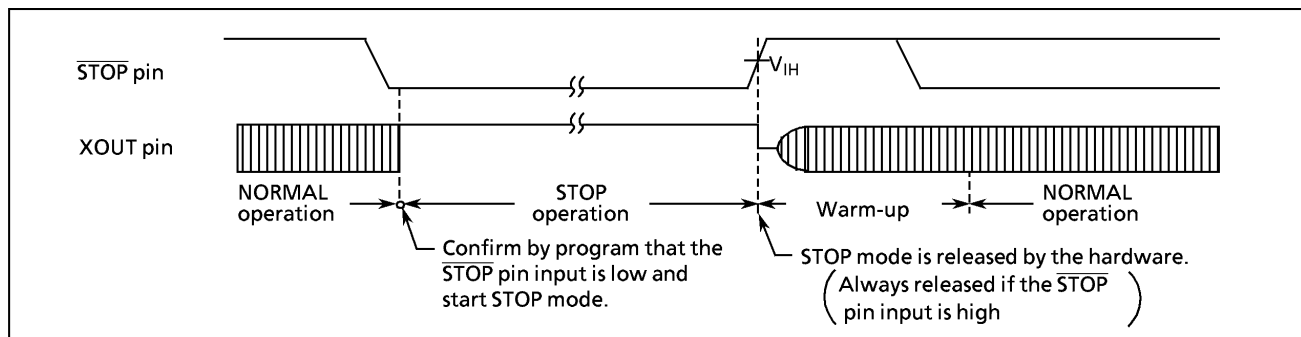 STOP pin
VIH
XOUT pin
NORMAL
operation
STOP
operation
Warm-up
NORMAL
operation
Confirm by program that the
STOP pin input is low and
start STOP mode.
STOP mode is released by the hardware.
(Always released if the STOP
pin input is high)